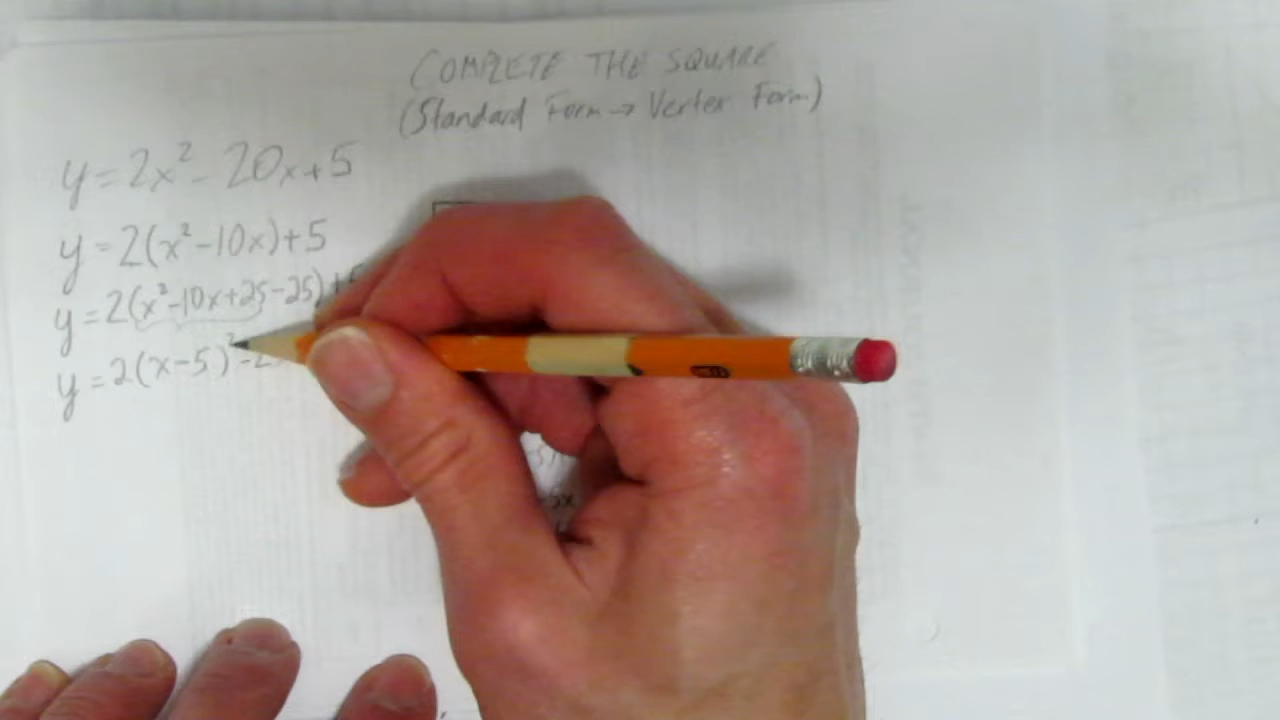 COMPLETE THE SQUARE
(Standard Form → Vertex Form)
y = 2x² - 20x + 5
y = 2(x² - 10x) + 5
y = 2(x² - 10x + 25 - 25) +
y = 2(x - 5)² - 2